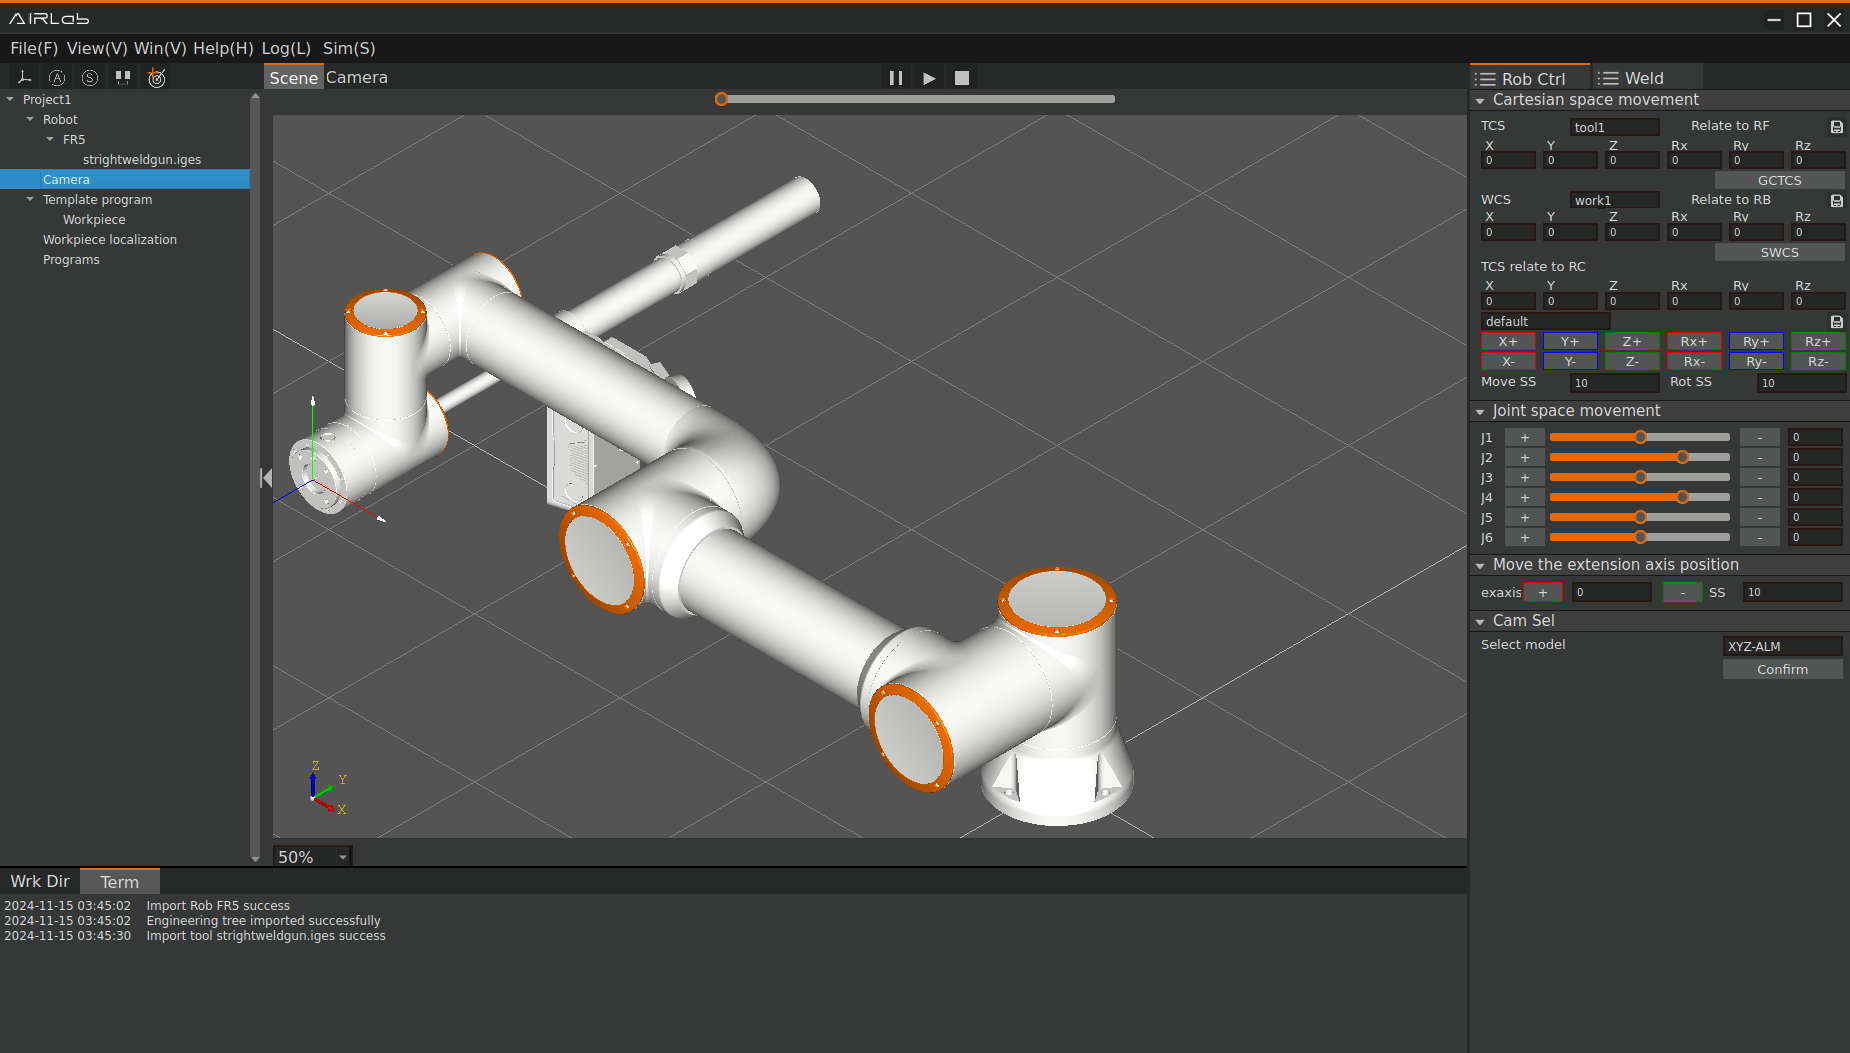 AIRLab
File(F) View(V) Win(V) Help(H) Log(L) Sim(S)
A S
Scene Camera
Rob Ctrl Weld
Project1
Robot
FR5
strightweldgun.iges
Camera
Template program
Workpiece
Workpiece localization
Programs
Z
Y
X
50%
Cartesian space movement
TCS tool1 Relate to RF
X Y Z Rx Ry Rz
0 0 0 0 0 0
GCTCS
WCS work1 Relate to RB
X Y Z Rx Ry Rz
0 0 0 0 0 0
SWCS
TCS relate to RC
X Y Z Rx Ry Rz
0 0 0 0 0 0
default
X+ Y+ Z+ Rx+ Ry+ Rz+
X- Y- Z- Rx- Ry- Rz-
Move SS 10 Rot SS 10
Joint space movement
J1 + - 0
J2 + - 0
J3 + - 0
J4 + - 0
J5 + - 0
J6 + - 0
Move the extension axis position
exaxis + 0 - SS 10
Cam Sel
Select model XYZ-ALM
Confirm
Wrk Dir Term
2024-11-15 03:45:02 Import Rob FR5 success
2024-11-15 03:45:02 Engineering tree imported successfully
2024-11-15 03:45:30 Import tool strightweldgun.iges success